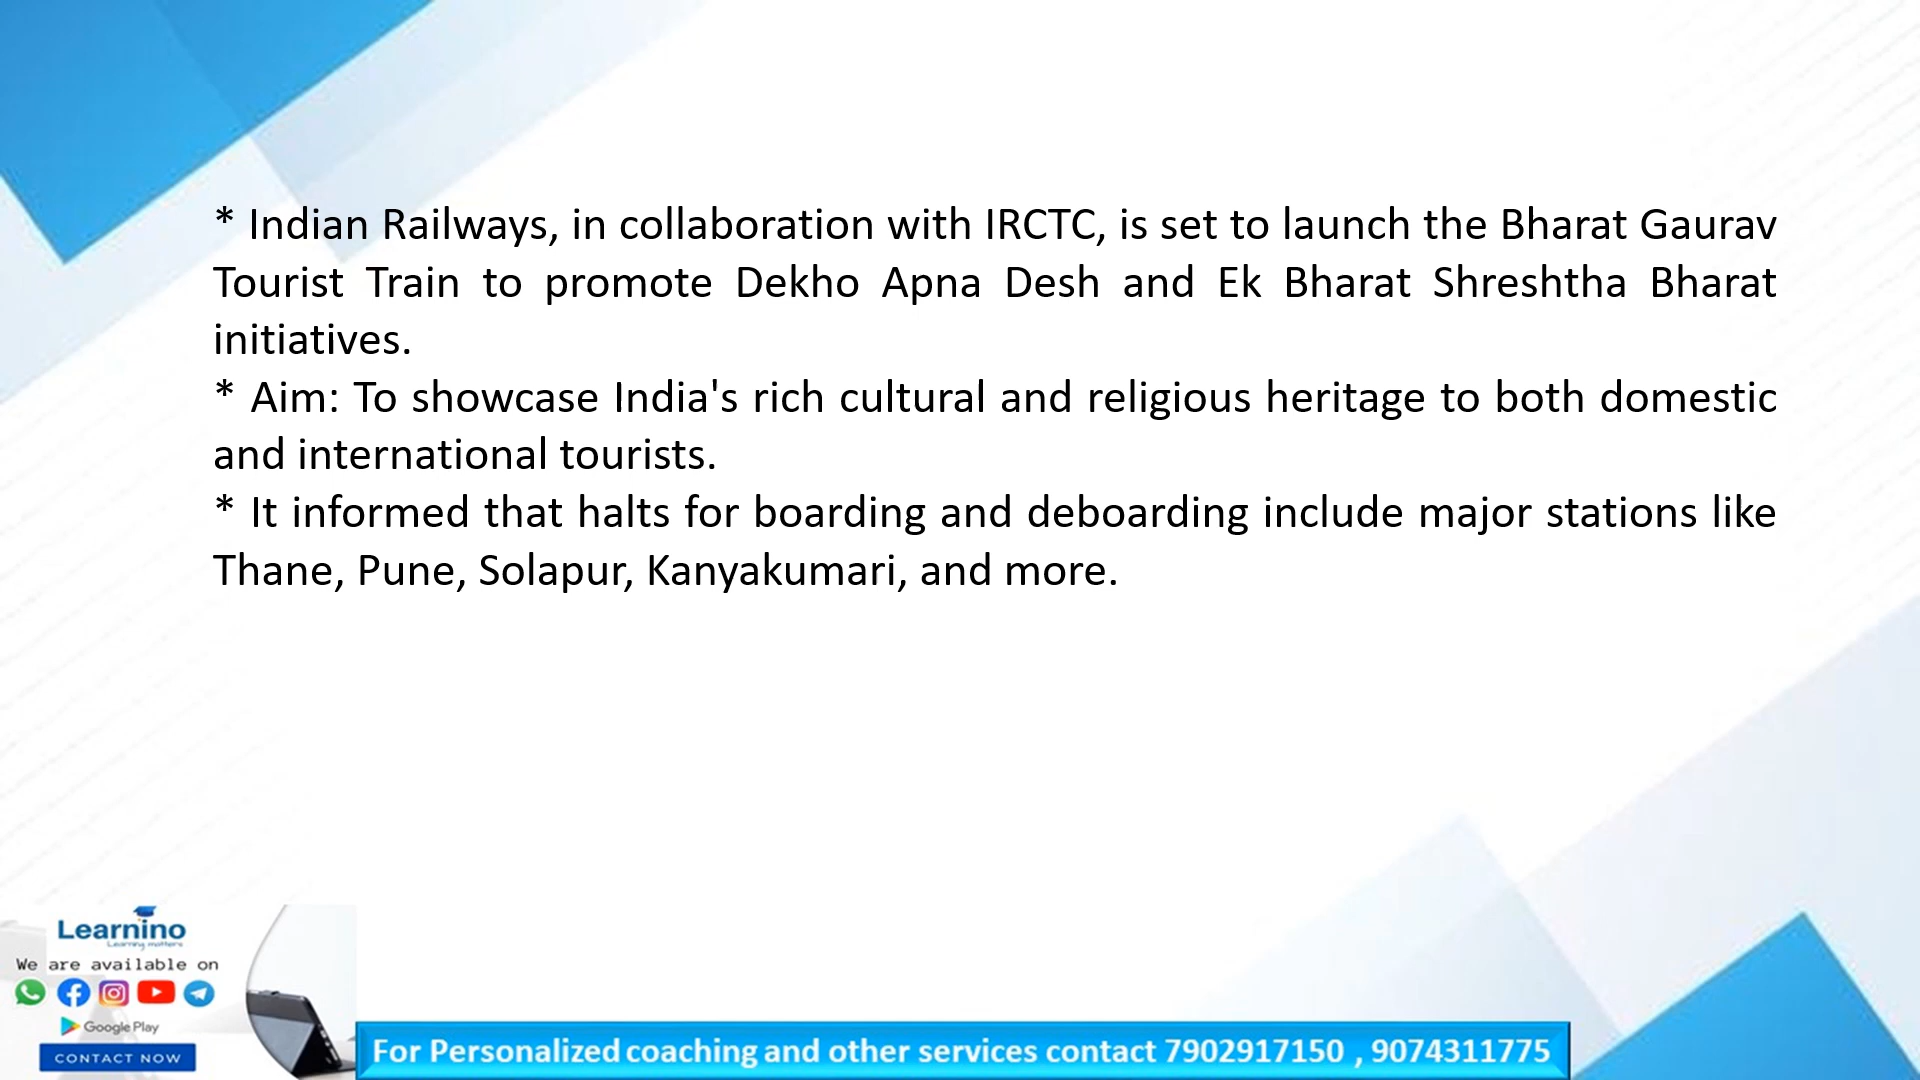 * Indian Railways, in collaboration with IRCTC, is set to launch the Bharat Gaurav
Tourist Train to promote Dekho Apna Desh and Ek Bharat Shreshtha Bharat
initiatives.
* Aim: To showcase India's rich cultural and religious heritage to both domestic
and international tourists.
* It informed that halts for boarding and deboarding include major stations like
Thane, Pune, Solapur, Kanyakumari, and more.
Learnino
Learning matters
We are available on
Google Play
CONTACT NOW
For Personalized coaching and other services contact 7902917150 , 9074311775